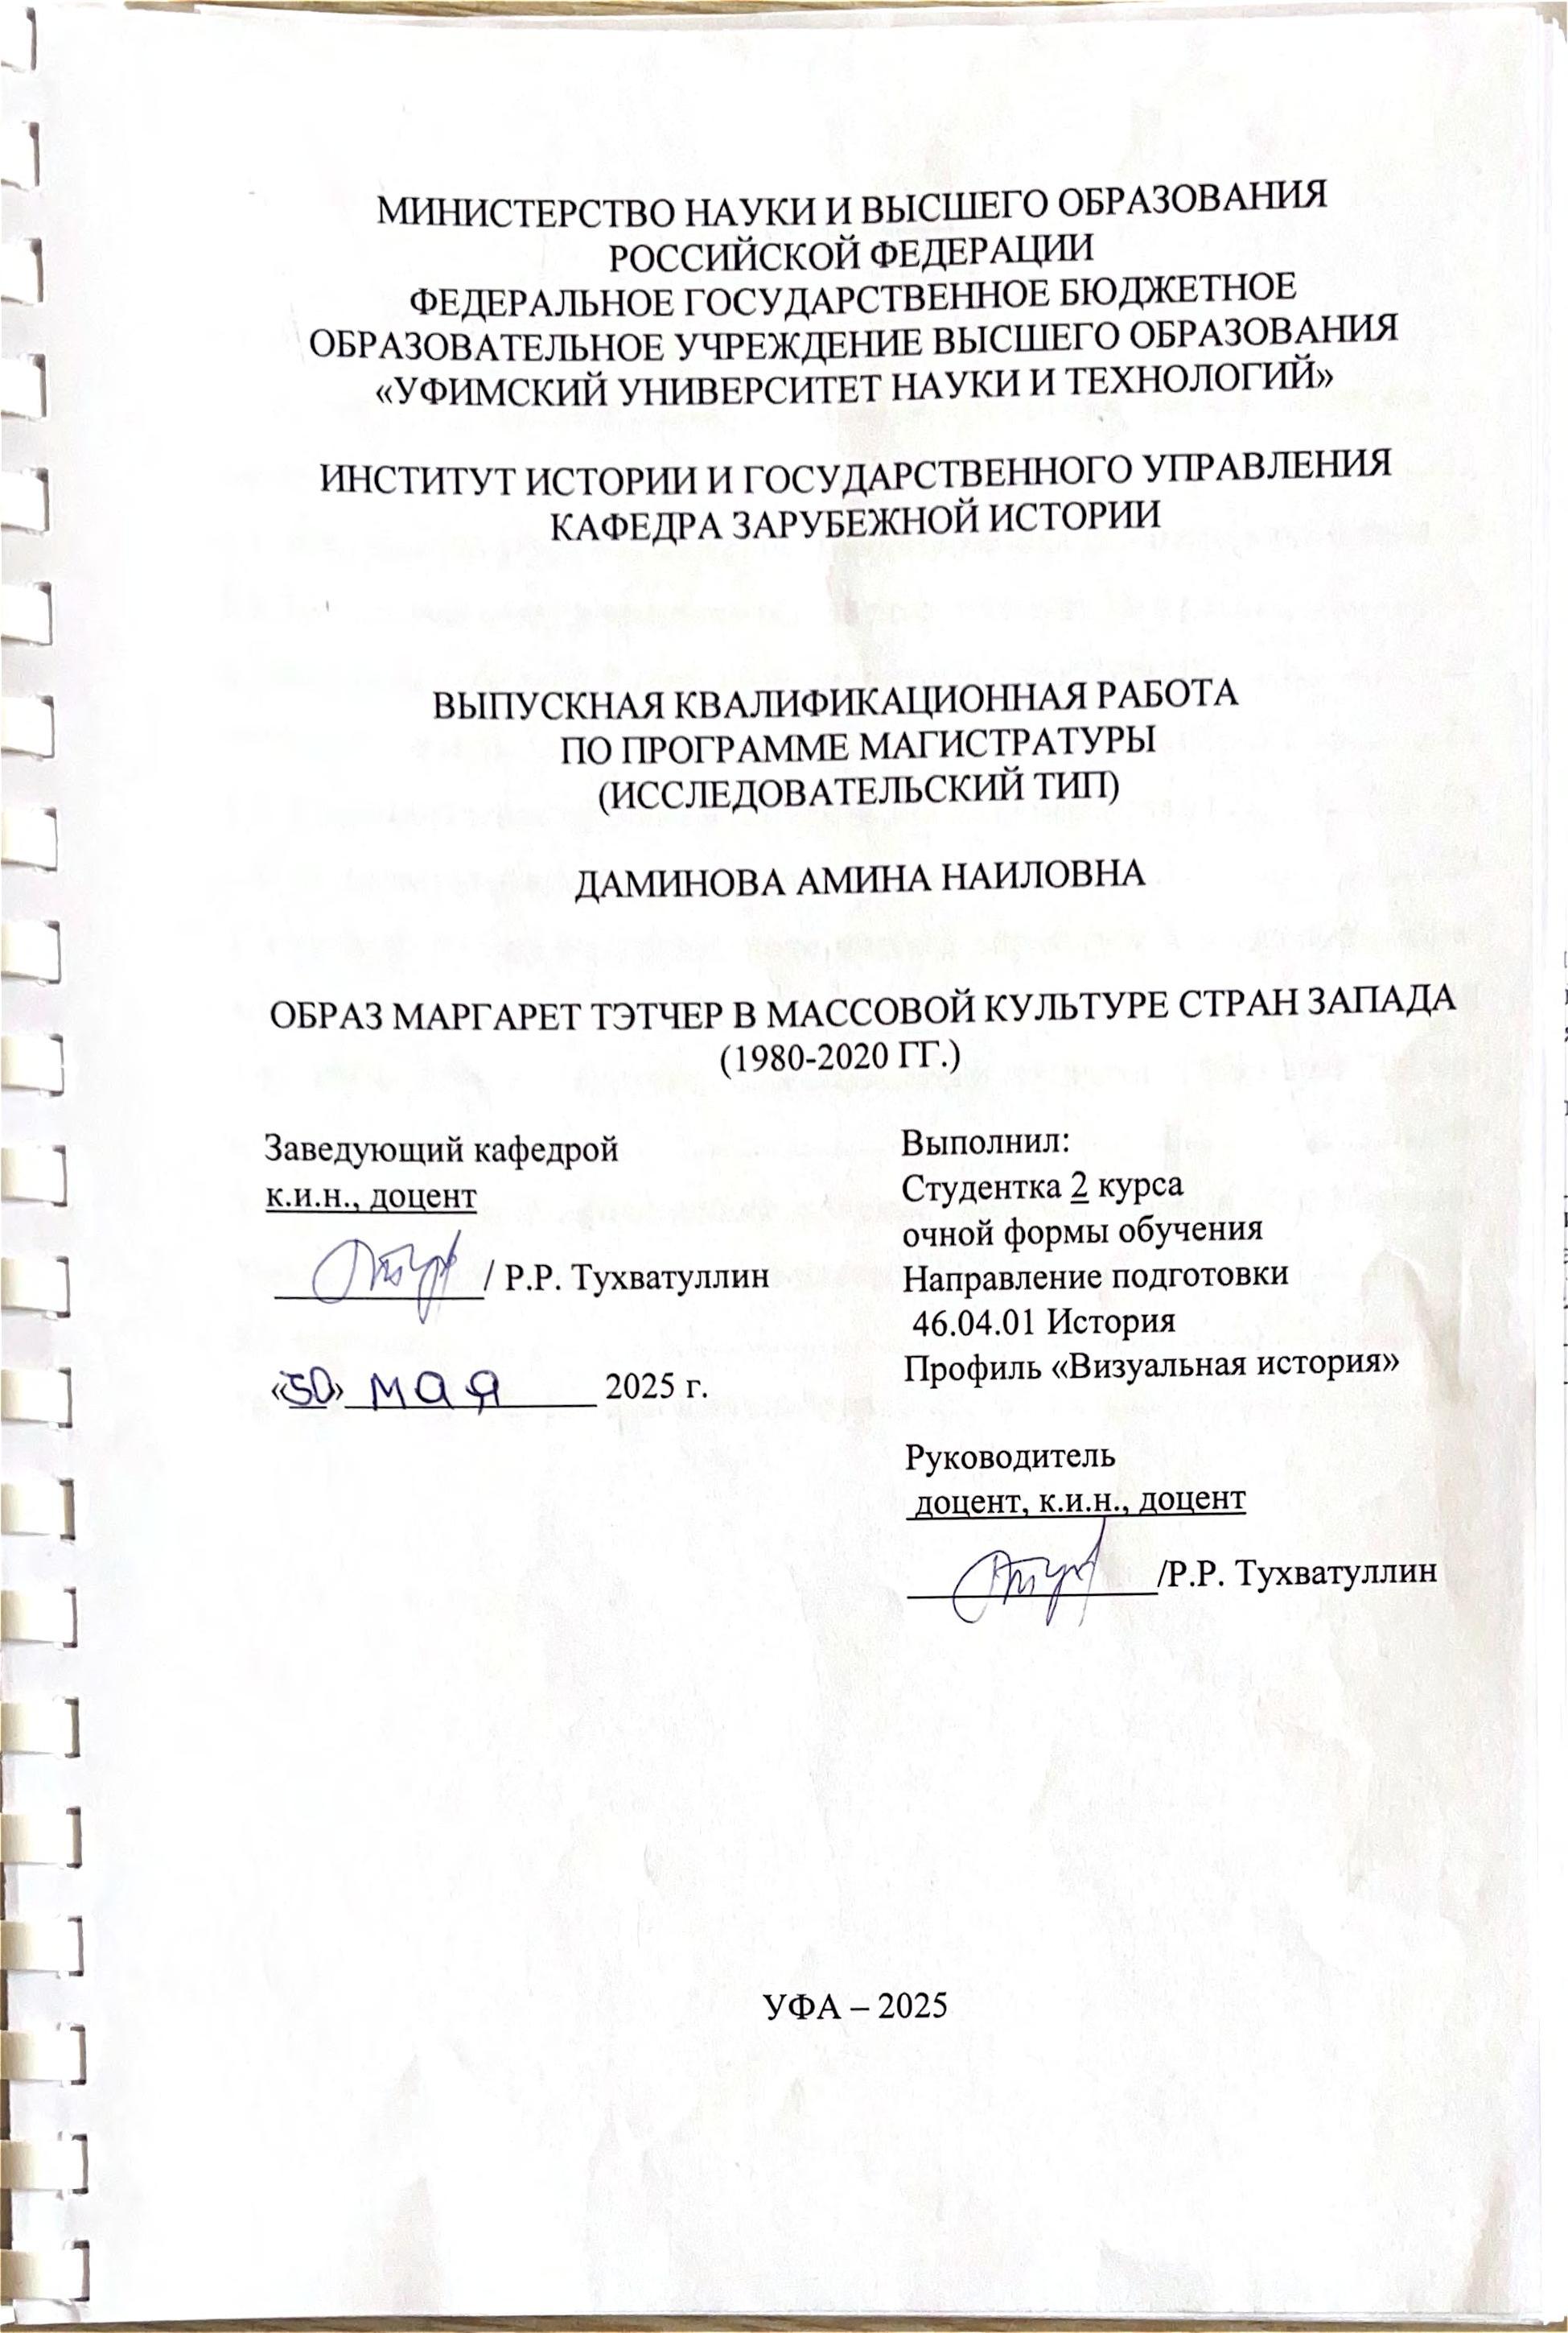 МИНИСТЕРСТВО НАУКИ И ВЫСШЕГО ОБРАЗОВАНИЯ
РОССИЙСКОЙ ФЕДЕРАЦИИ
ФЕДЕРАЛЬНОЕ ГОСУДАРСТВЕННОЕ БЮДЖЕТНОЕ
ОБРАЗОВАТЕЛЬНОЕ УЧРЕЖДЕНИЕ ВЫСШЕГО ОБРАЗОВАНИЯ
«УФИМСКИЙ УНИВЕРСИТЕТ НАУКИ И ТЕХНОЛОГИЙ»
ИНСТИТУТ ИСТОРИИ И ГОСУДАРСТВЕННОГО УПРАВЛЕНИЯ
КАФЕДРА ЗАРУБЕЖНОЙ ИСТОРИИ
ВЫПУСКНАЯ КВАЛИФИКАЦИОННАЯ РАБОТА
ПО ПРОГРАММЕ МАГИСТРАТУРЫ
(ИССЛЕДОВАТЕЛЬСКИЙ ТИП)
ДАМИНОВА АМИНА НАИЛОВНА
ОБРАЗ МАРГАРЕТ ТЭТЧЕР В МАССОВОЙ КУЛЬТУРЕ СТРАН ЗАПАДА
(1980-2020 ГГ.)
Заведующий кафедрой
к.и.н., доцент
/ Р.Р. Тухватуллин
«30» мая 2025 г.
Выполнил:
Студентка 2 курса
очной формы обучения
Направление подготовки
46.04.01 История
Профиль «Визуальная история»
Руководитель
доцент, к.и.н., доцент
/Р.Р. Тухватуллин
УФА – 2025